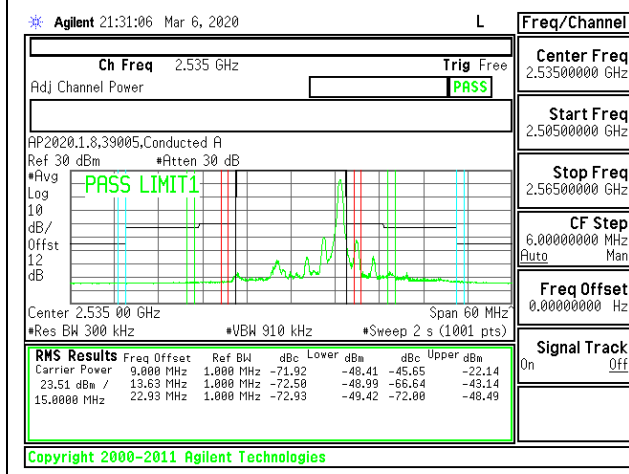 Agilent 21:31:06 Mar 6, 2020 L
Freq/Channel
Ch Freq 2.535 GHz Trig Free
Adj Channel Power PASS
AP2020.1.8,39005,Conducted A
Ref 30 dBm #Atten 30 dB
#Avg
Log
10
dB/
Offst
12
dB
PASS LIMIT1
Center 2.535 00 GHz Span 60 MHz
#Res BW 300 kHz #VBW 910 kHz #Sweep 2 s (1001 pts)
RMS Results Freq Offset Ref BW dBc Lower dBm dBc Upper dBm
Carrier Power 9.000 MHz 1.000 MHz -71.92 -48.41 -45.65 -22.14
23.51 dBm / 13.63 MHz 1.000 MHz -72.50 -48.99 -66.64 -43.14
15.0000 MHz 22.93 MHz 1.000 MHz -72.93 -49.42 -72.00 -48.49
Copyright 2000-2011 Agilent Technologies
Center Freq
2.53500000 GHz
Start Freq
2.50500000 GHz
Stop Freq
2.56500000 GHz
CF Step
6.00000000 MHz
Auto Man
Freq Offset
0.00000000 Hz
Signal Track
On Off